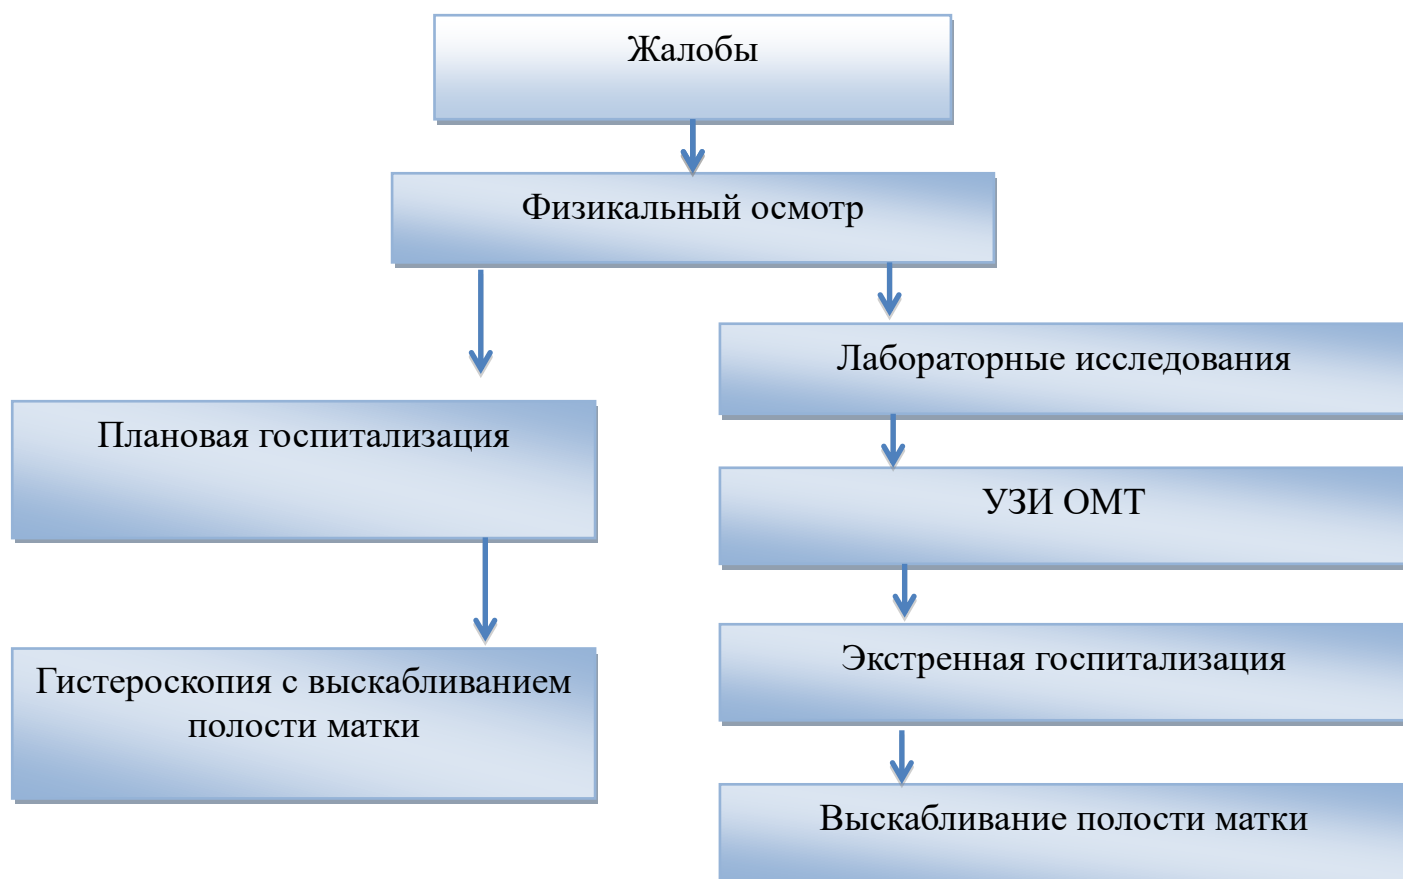 Жалобы
Физикальный осмотр
Лабораторные исследования
Плановая госпитализация
УЗИ ОМТ
Экстренная госпитализация
Гистероскопия с выскабливанием
полости матки
Выскабливание полости матки